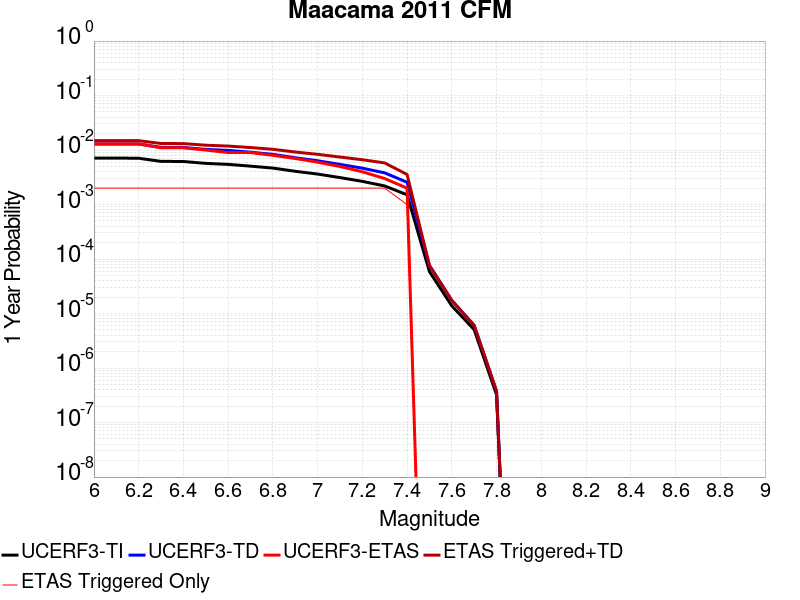 Maacama 2011 CFM
10^0
10^-1
10^-2
10^-3
10^-4
10^-5
10^-6
10^-7
10^-8
1 Year Probability
6 6.2 6.4 6.6 6.8 7 7.2 7.4 7.6 7.8 8 8.2 8.4 8.6 8.8 9
Magnitude
UCERF3-TI UCERF3-TD UCERF3-ETAS ETAS Triggered+TD
ETAS Triggered Only